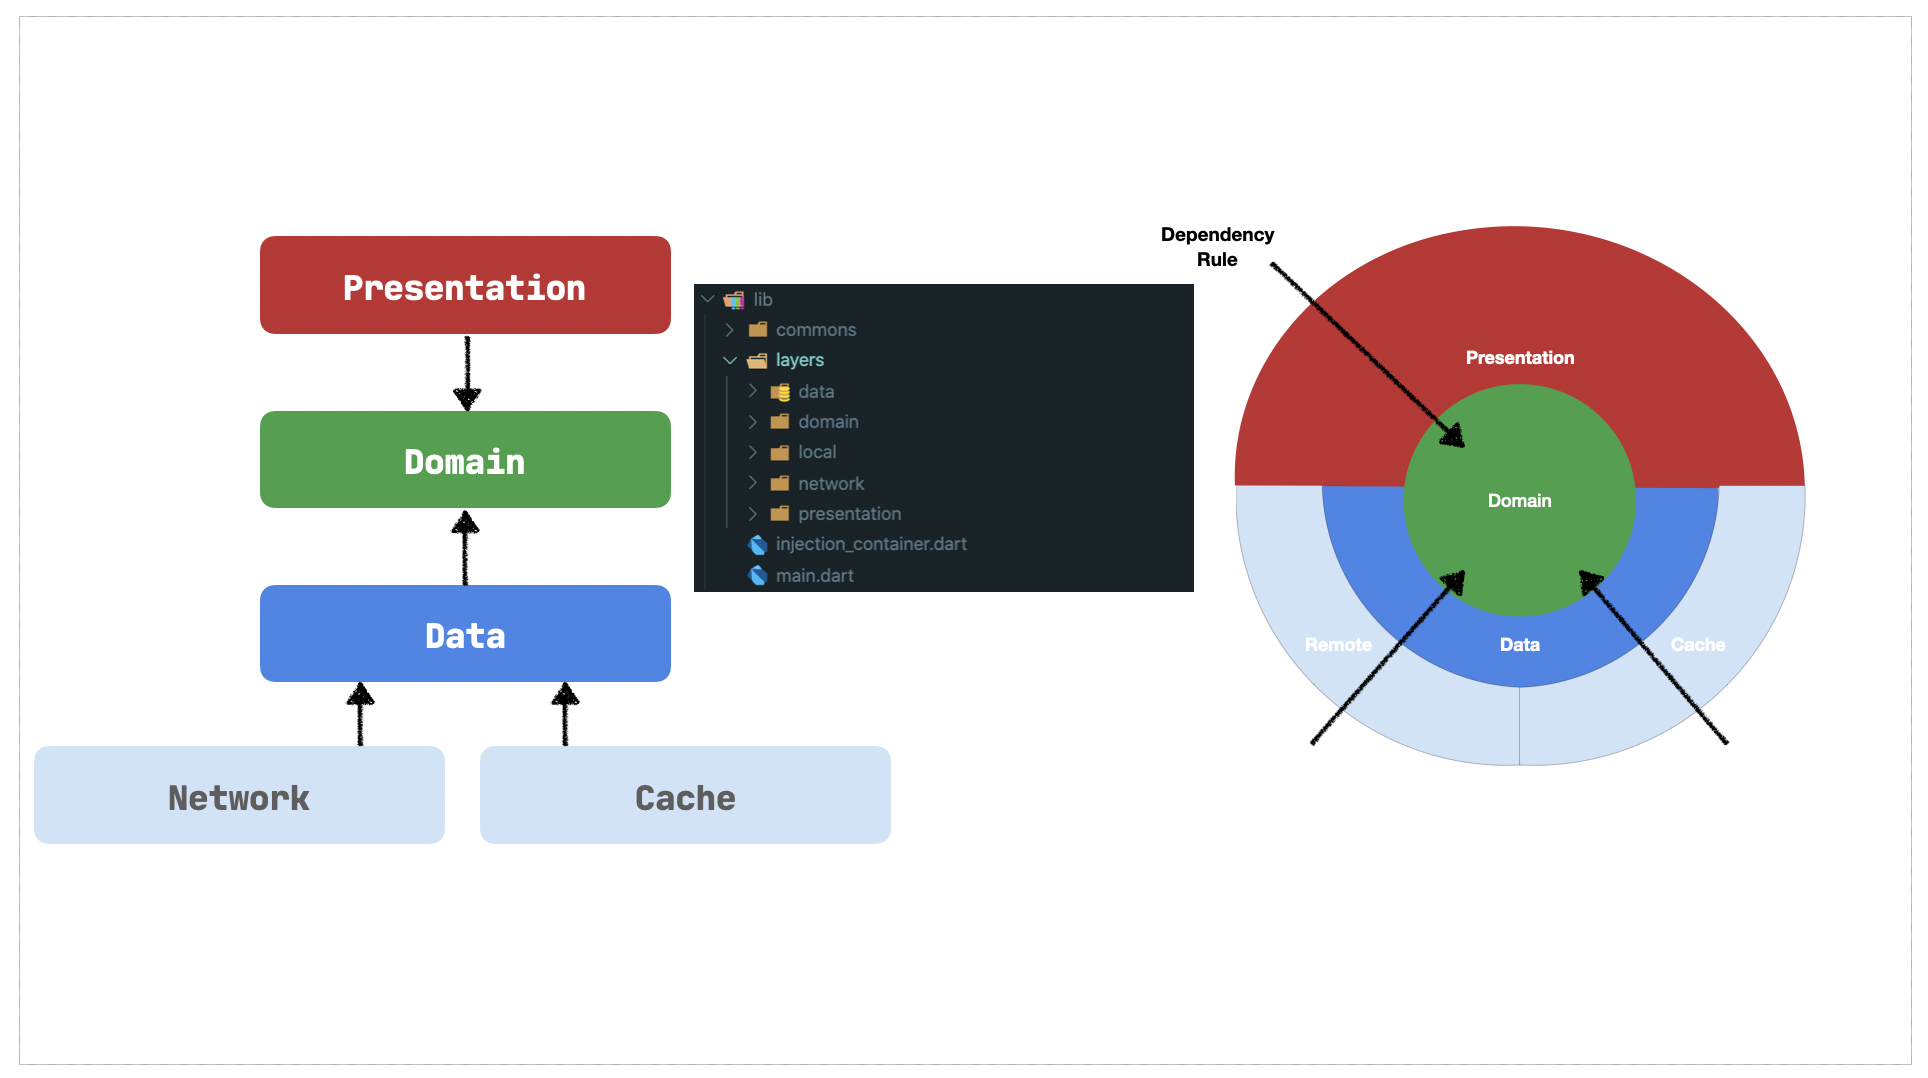 Presentation
Domain
Data
Network
Cache
lib
commons
layers
data
domain
local
network
presentation
injection_container.dart
main.dart
Dependency
Rule
Presentation
Domain
Remote
Data
Cache